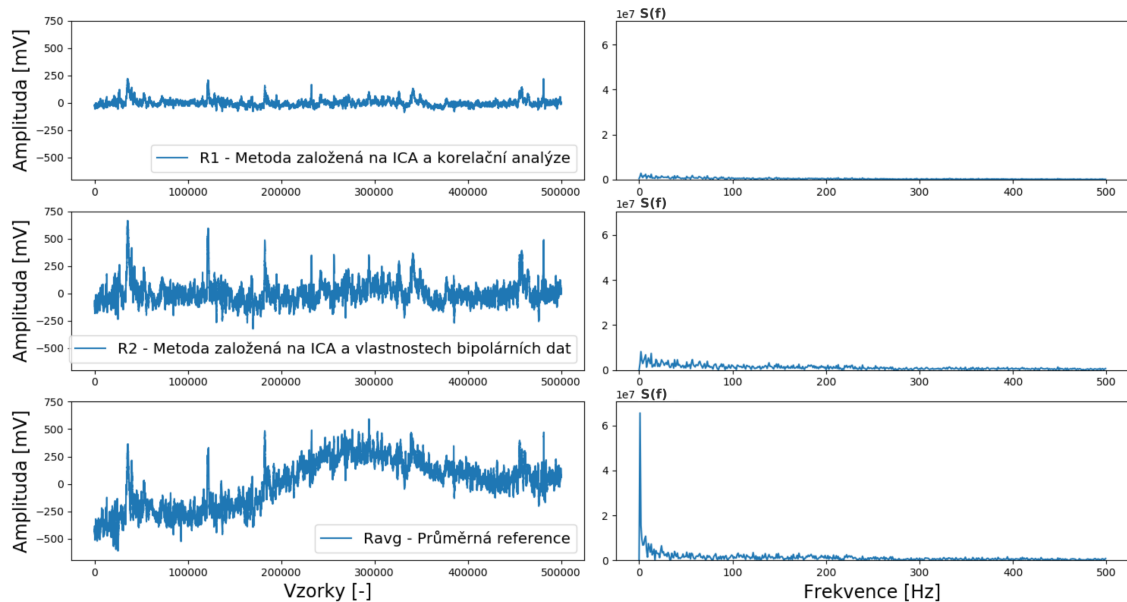 1e7 S(f)
750
500
250
0
−250
−500
Amplituda [mV]
R1 - Metoda založená na ICA a korelační analýze
0 100000 200000 300000 400000 500000
6
4
2
0
0 100 200 300 400 500
1e7 S(f)
750
500
250
0
−250
−500
Amplituda [mV]
R2 - Metoda založená na ICA a vlastnostech bipolárních dat
0 100000 200000 300000 400000 500000
6
4
2
0
0 100 200 300 400 500
1e7 S(f)
750
500
250
0
−250
−500
Amplituda [mV]
Ravg - Průměrná reference
0 100000 200000 300000 400000 500000
Vzorky [-]
6
4
2
0
0 100 200 300 400 500
Frekvence [Hz]